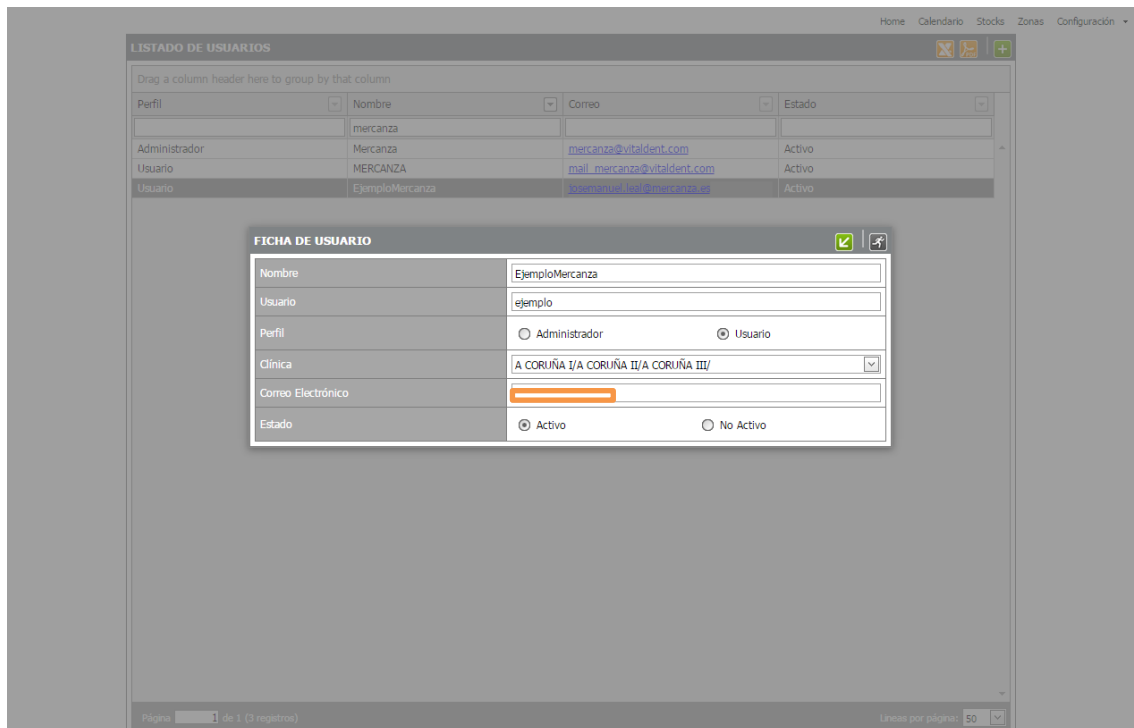 Home Calendario Stocks Zonas Configuración
LISTADO DE USUARIOS
Drag a column header here to group by that column
Perfil Nombre Correo Estado
mercanza
Administrador Mercanza mercanza@vitaldent.com Activo
Usuario MERCANZA mail_mercanza@vitaldent.com Activo
Usuario EjemploMercanza josemanuel.leal@mercanza.es Activo
FICHA DE USUARIO
Nombre EjemploMercanza
Usuario ejemplo
Perfil Administrador Usuario
Clínica A CORUÑA I/A CORUÑA II/A CORUÑA III/
Correo Electrónico
Estado Activo No Activo
Página 1 de 1 (3 registros) Lineas por página: 50